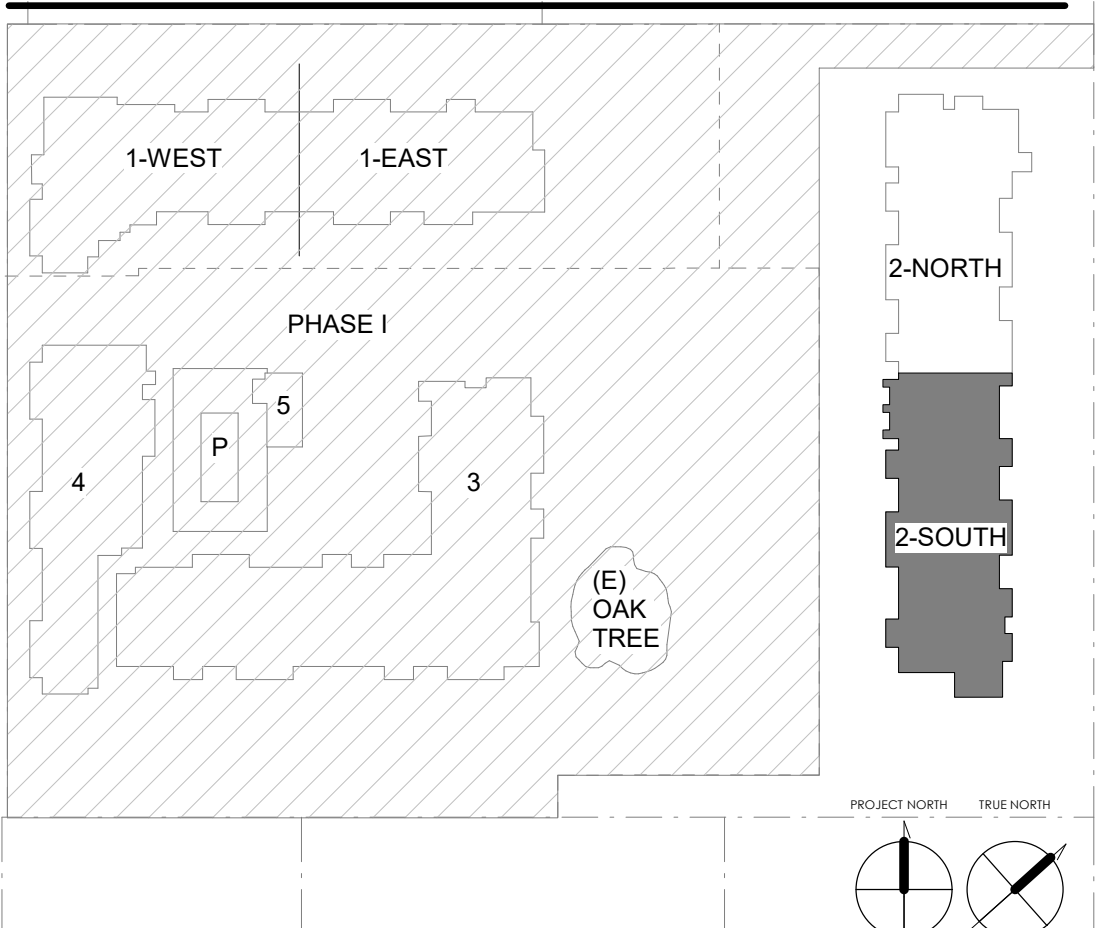 1-WEST
1-EAST
2-NORTH
PHASE I
5
P
4
3
2-SOUTH
(E)
OAK
TREE
PROJECT NORTH
TRUE NORTH